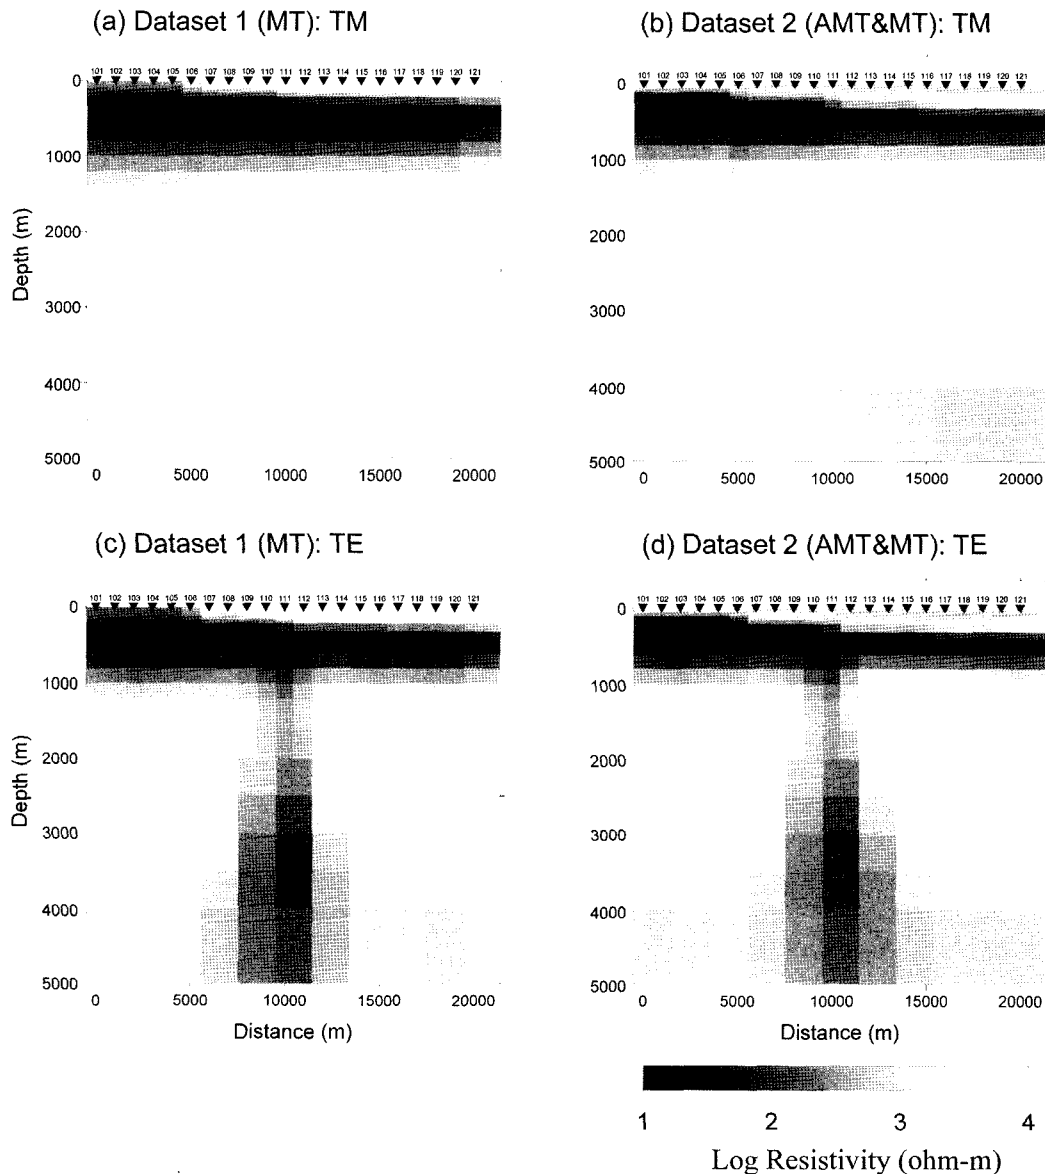 (a) Dataset 1 (MT): TM
(b) Dataset 2 (AMT&MT): TM
101 102 103 104 105 106 107 108 109 110 111 112 113 114 115 116 117 118 119 120 121
101 102 103 104 105 106 107 108 109 110 111 112 113 114 115 116 117 118 119 120 121
0
1000
2000
3000
4000
5000
Depth (m)
0 5000 10000 15000 20000
0
1000
2000
3000
4000
5000
0 5000 10000 15000 20000
(c) Dataset 1 (MT): TE
(d) Dataset 2 (AMT&MT): TE
101 102 103 104 105 106 107 108 109 110 111 112 113 114 115 116 117 118 119 120 121
101 102 103 104 105 106 107 108 109 110 111 112 113 114 115 116 117 118 119 120 121
0
1000
2000
3000
4000
5000
Depth (m)
0 5000 10000 15000 20000
Distance (m)
0
1000
2000
3000
4000
5000
0 5000 10000 15000 20000
Distance (m)
1 2 3 4
Log Resistivity (ohm-m)